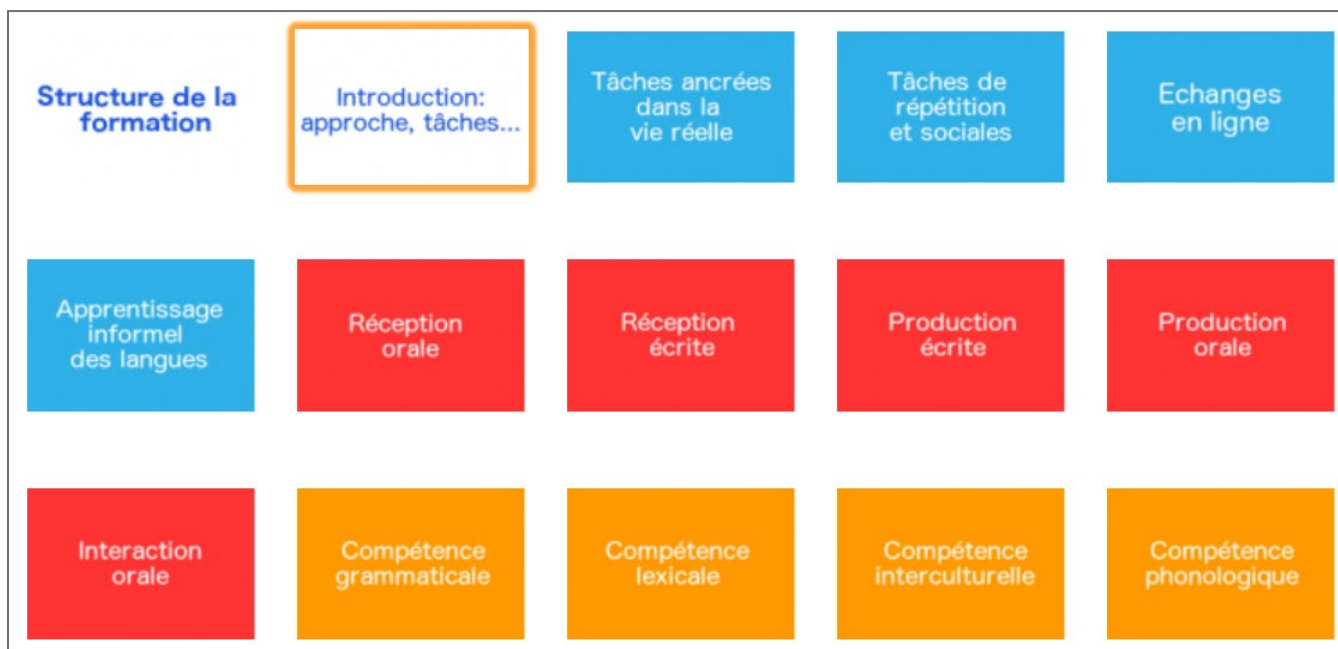 Structure de la
formation
Introduction:
approche, tâches...
Tâches ancrées
dans la
vie réelle
Tâches de
répétition
et sociales
Echanges
en ligne
Apprentissage
informel
des langues
Réception
orale
Réception
écrite
Production
écrite
Production
orale
Interaction
orale
Compétence
grammaticale
Compétence
lexicale
Compétence
interculturelle
Compétence
phonologique